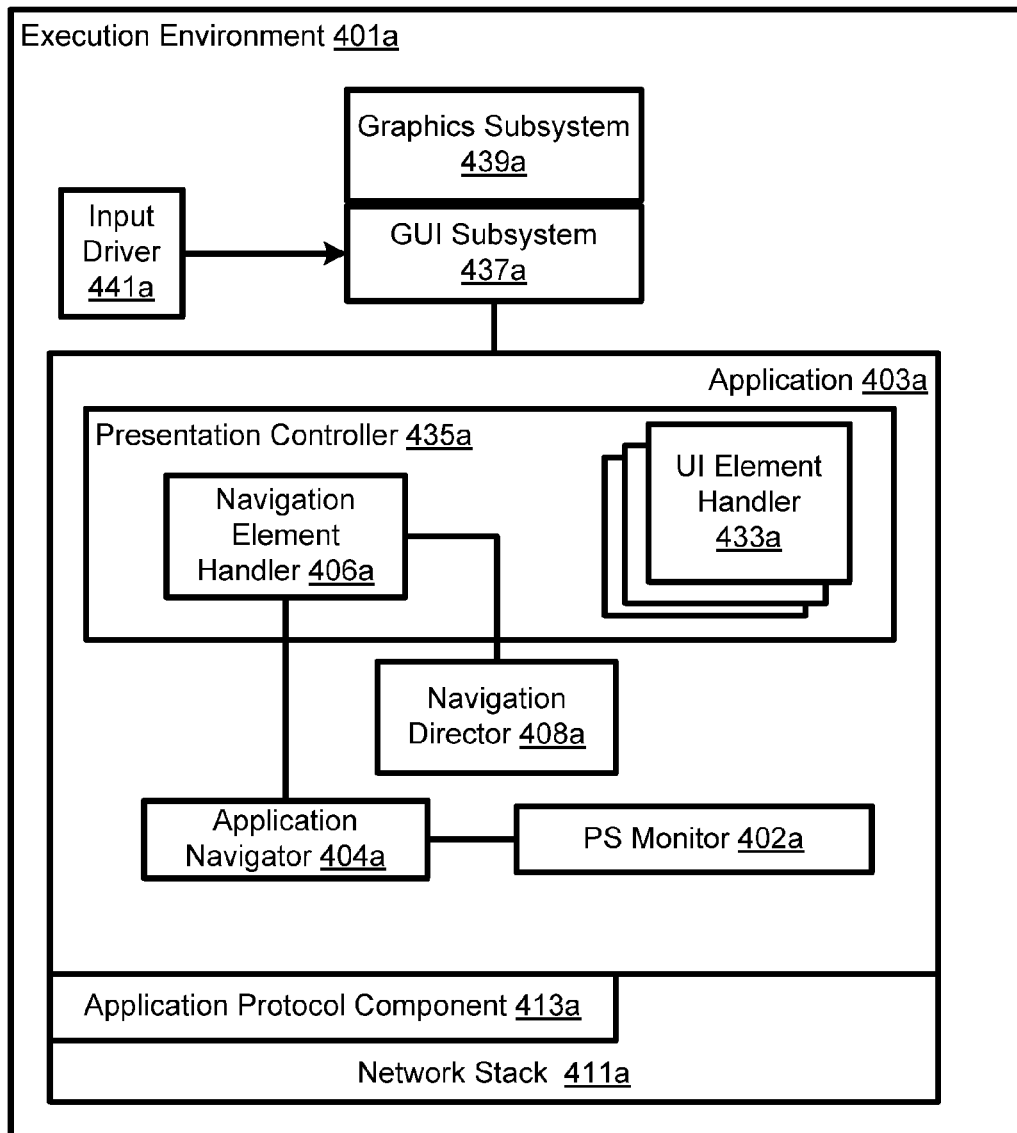 Execution Environment 401a
Graphics Subsystem
439a
Input
Driver
441a
GUI Subsystem
437a
Application 403a
Presentation Controller 435a
UI Element
Handler
433a
Navigation
Element
Handler 406a
Navigation
Director 408a
Application
Navigator 404a
PS Monitor 402a
Application Protocol Component 413a
Network Stack 411a